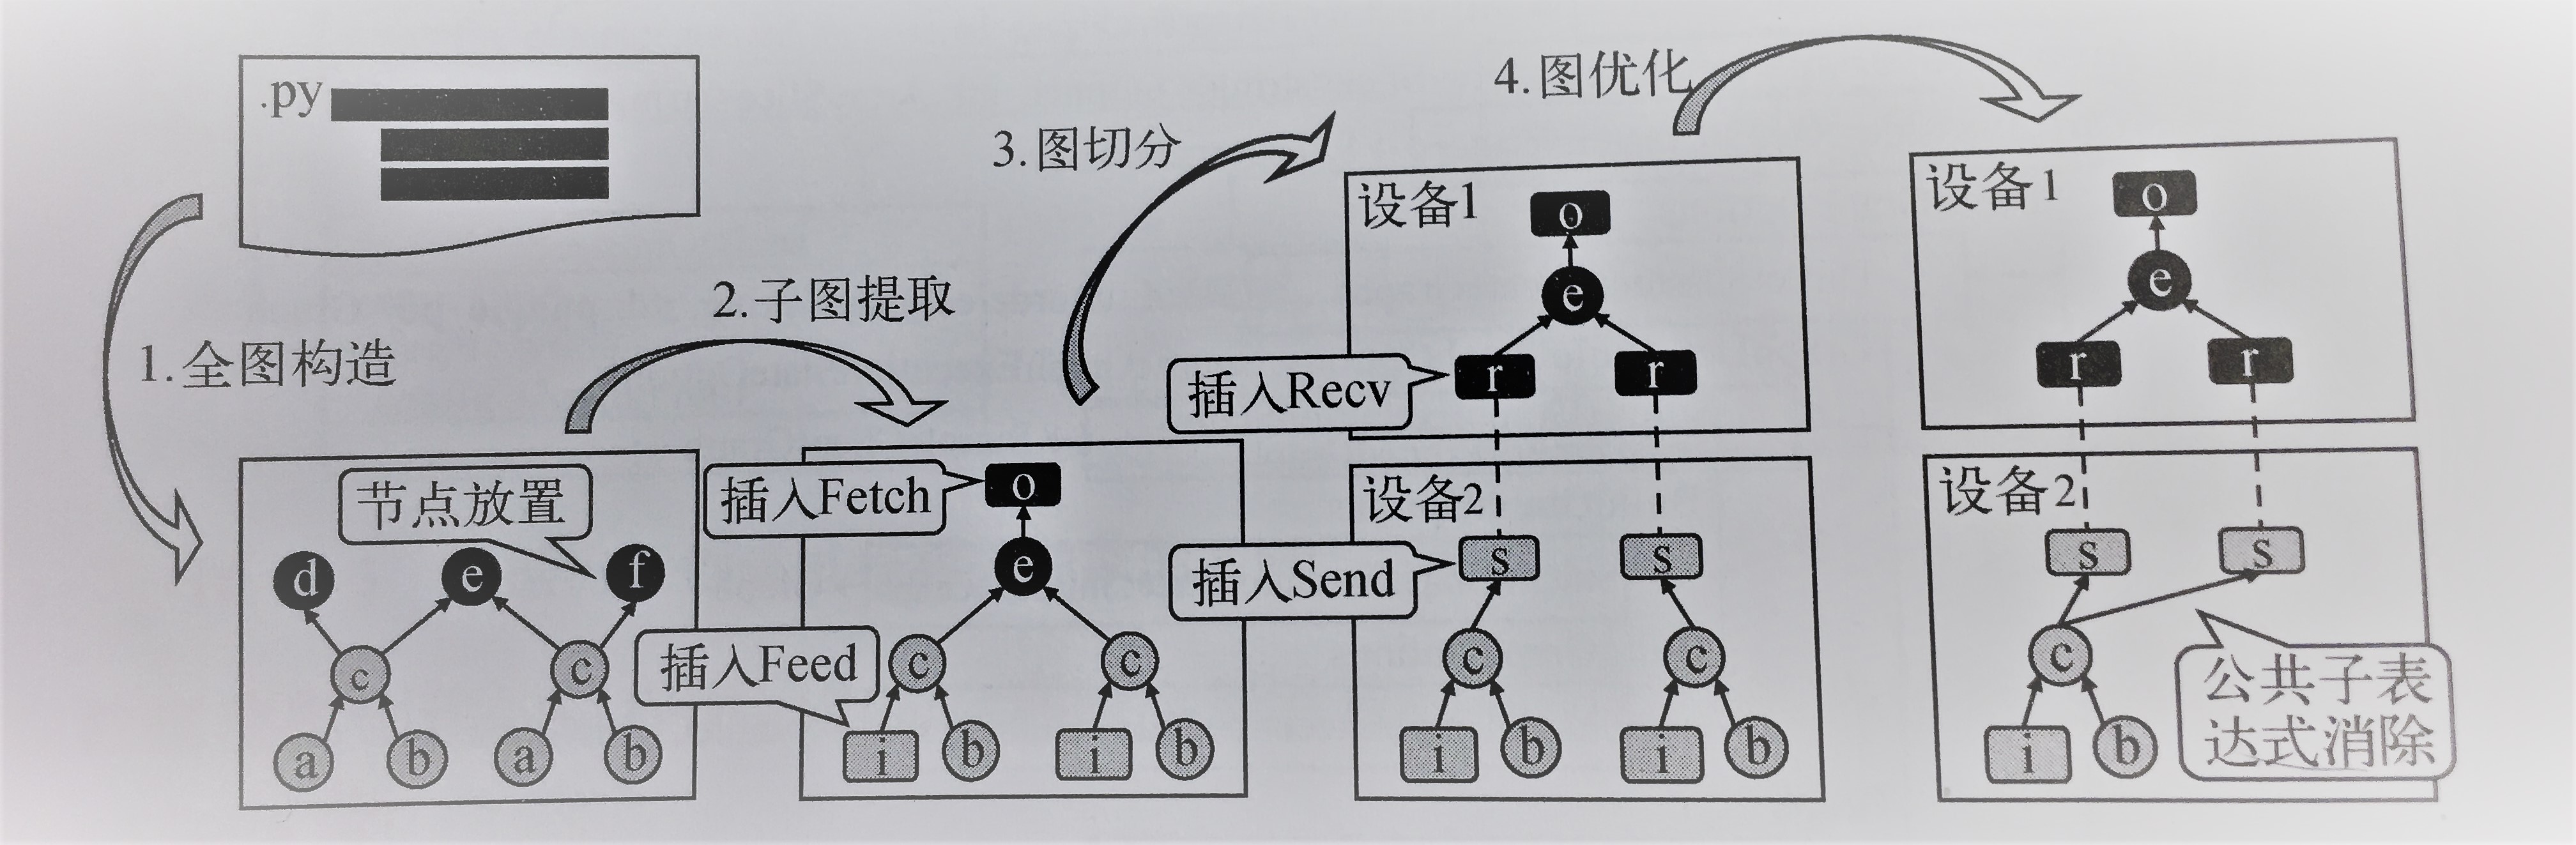 .py
1.全图构造
节点放置
d e f
c c
a b a b
2.子图提取
插入Fetch
o
e
插入Feed
c c
i b i b
3.图切分
设备1
o
e
插入Recv
r r
设备2
插入Send
s s
c c
i b i b
4.图优化
设备1
o
e
r r
设备2
s s
c
i b
公共子表
达式消除